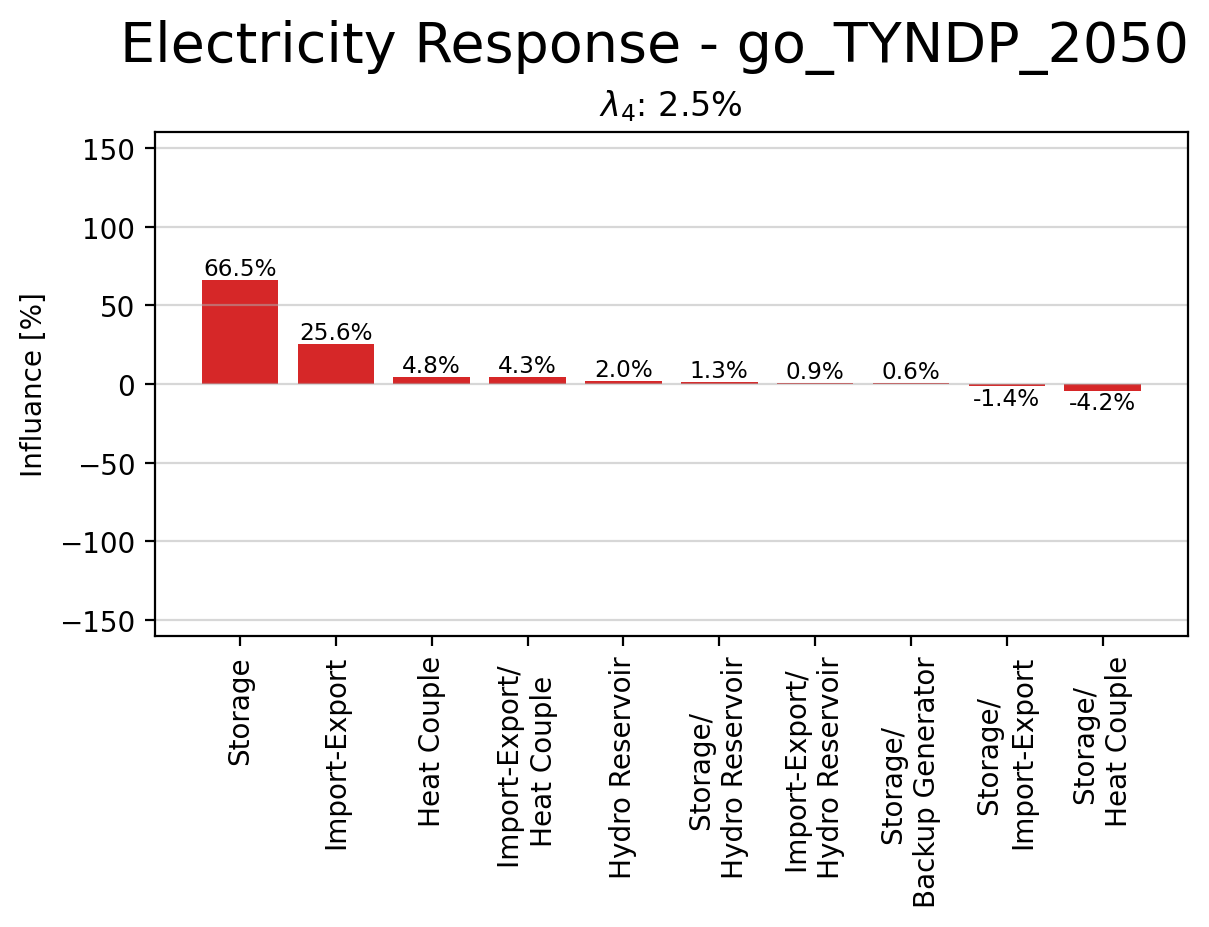 Electricity Response - go_TYNDP_2050
λ₄: 2.5%
Influance [%]
150
100
50
0
−50
−100
−150
66.5%
25.6%
4.8%
4.3%
2.0%
1.3%
0.9%
0.6%
-1.4%
-4.2%
Storage
Import-Export
Heat Couple
Import-Export/
Heat Couple
Hydro Reservoir
Storage/
Hydro Reservoir
Import-Export/
Hydro Reservoir
Storage/
Backup Generator
Storage/
Import-Export
Storage/
Heat Couple